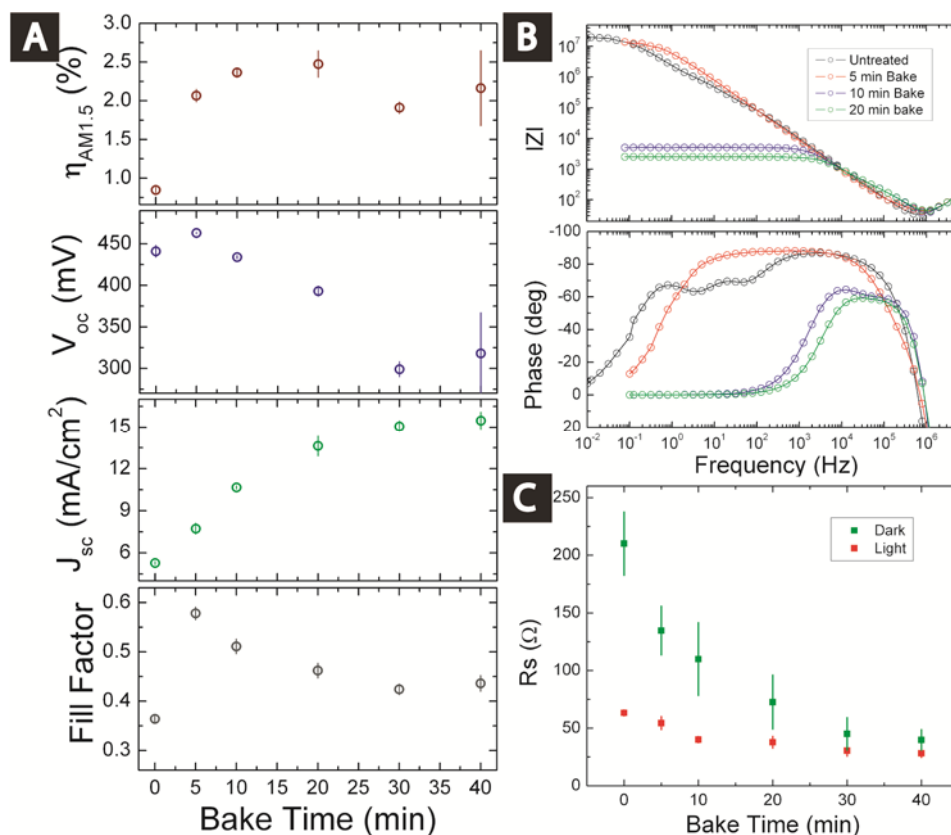 A
η_AM1.5 (%)
3.0
2.5
2.0
1.5
1.0
V_oc (mV)
450
400
350
300
J_sc (mA/cm²)
15
12
9
6
Fill Factor
0.6
0.5
0.4
0.3
0 5 10 15 20 25 30 35 40
Bake Time (min)
B
|Z|
10⁷
10⁶
10⁵
10⁴
10³
10²
Untreated
5 min Bake
10 min Bake
20 min bake
Phase (deg)
-100
-80
-60
-40
-20
0
20
10⁻² 10⁻¹ 10⁰ 10¹ 10² 10³ 10⁴ 10⁵ 10⁶
Frequency (Hz)
C
Rs (Ω)
250
200
150
100
50
0
Dark
Light
0 10 20 30 40
Bake Time (min)